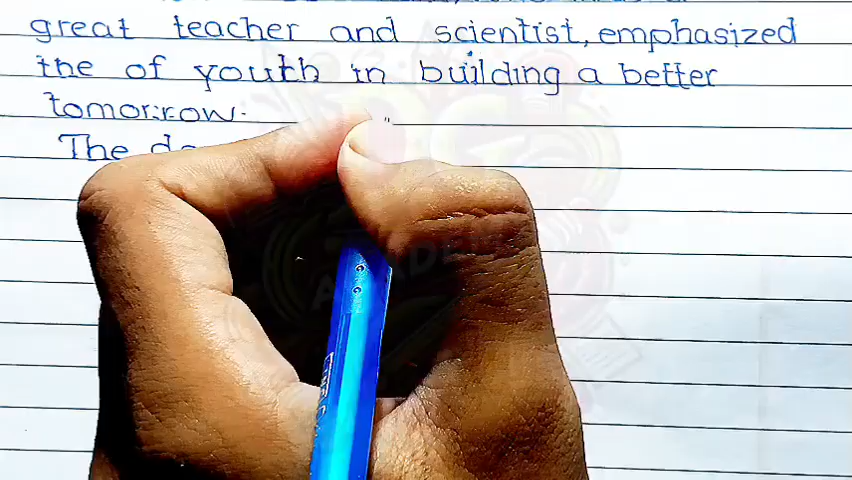 great teacher and scientist, emphasized
the of youth in building a better
tomorrow.
The